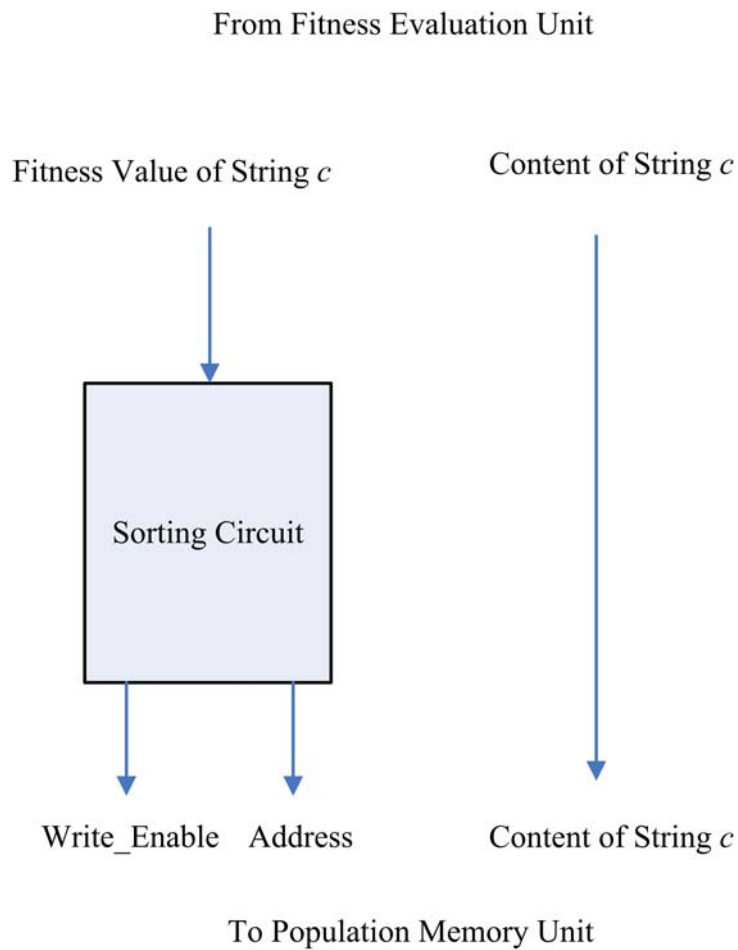 From Fitness Evaluation Unit
Fitness Value of String c
Content of String c
Sorting Circuit
Write_Enable
Address
Content of String c
To Population Memory Unit